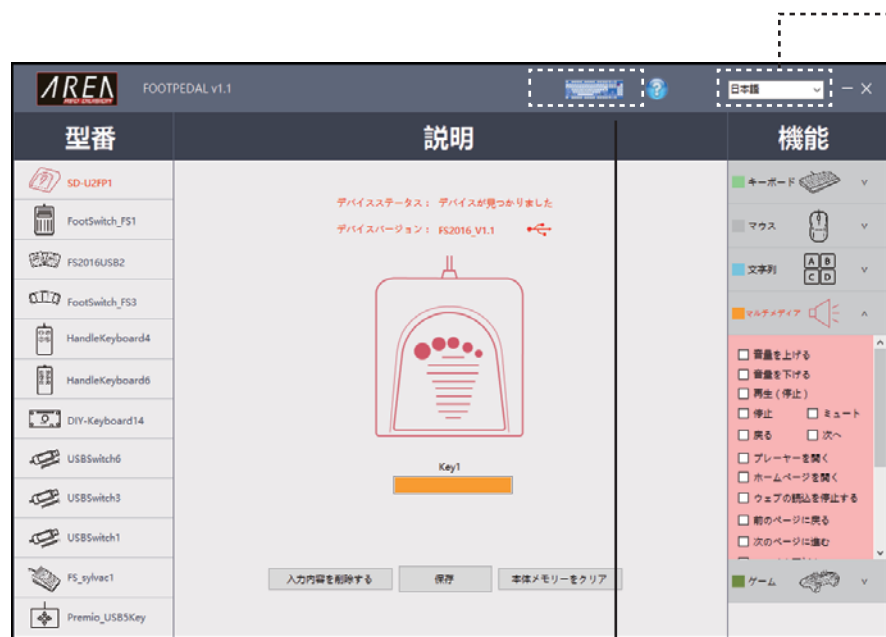 AREA
FOOTPEDAL v1.1
日本語
型番
説明
機能
SD-U2FP1
FootSwitch_FS1
FS2016USB2
FootSwitch_FS3
HandleKeyboard4
HandleKeyboard6
DIY-Keyboard14
USBSwitch6
USBSwitch3
USBSwitch1
FS_sylvac1
Premio_USB5Key
デバイスステータス： デバイスが見つかりました
デバイスバージョン： FS2016_V1.1
Key1
入力内容を削除する
保存
本体メモリーをクリア
キーボード
マウス
文字列
A B
C D
マルチメディア
音量を上げる
音量を下げる
再生(停止)
停止 ミュート
戻る 次へ
プレーヤーを開く
ホームページを開く
ウェブの読込を停止する
前のページに戻る
次のページに進む
ゲーム